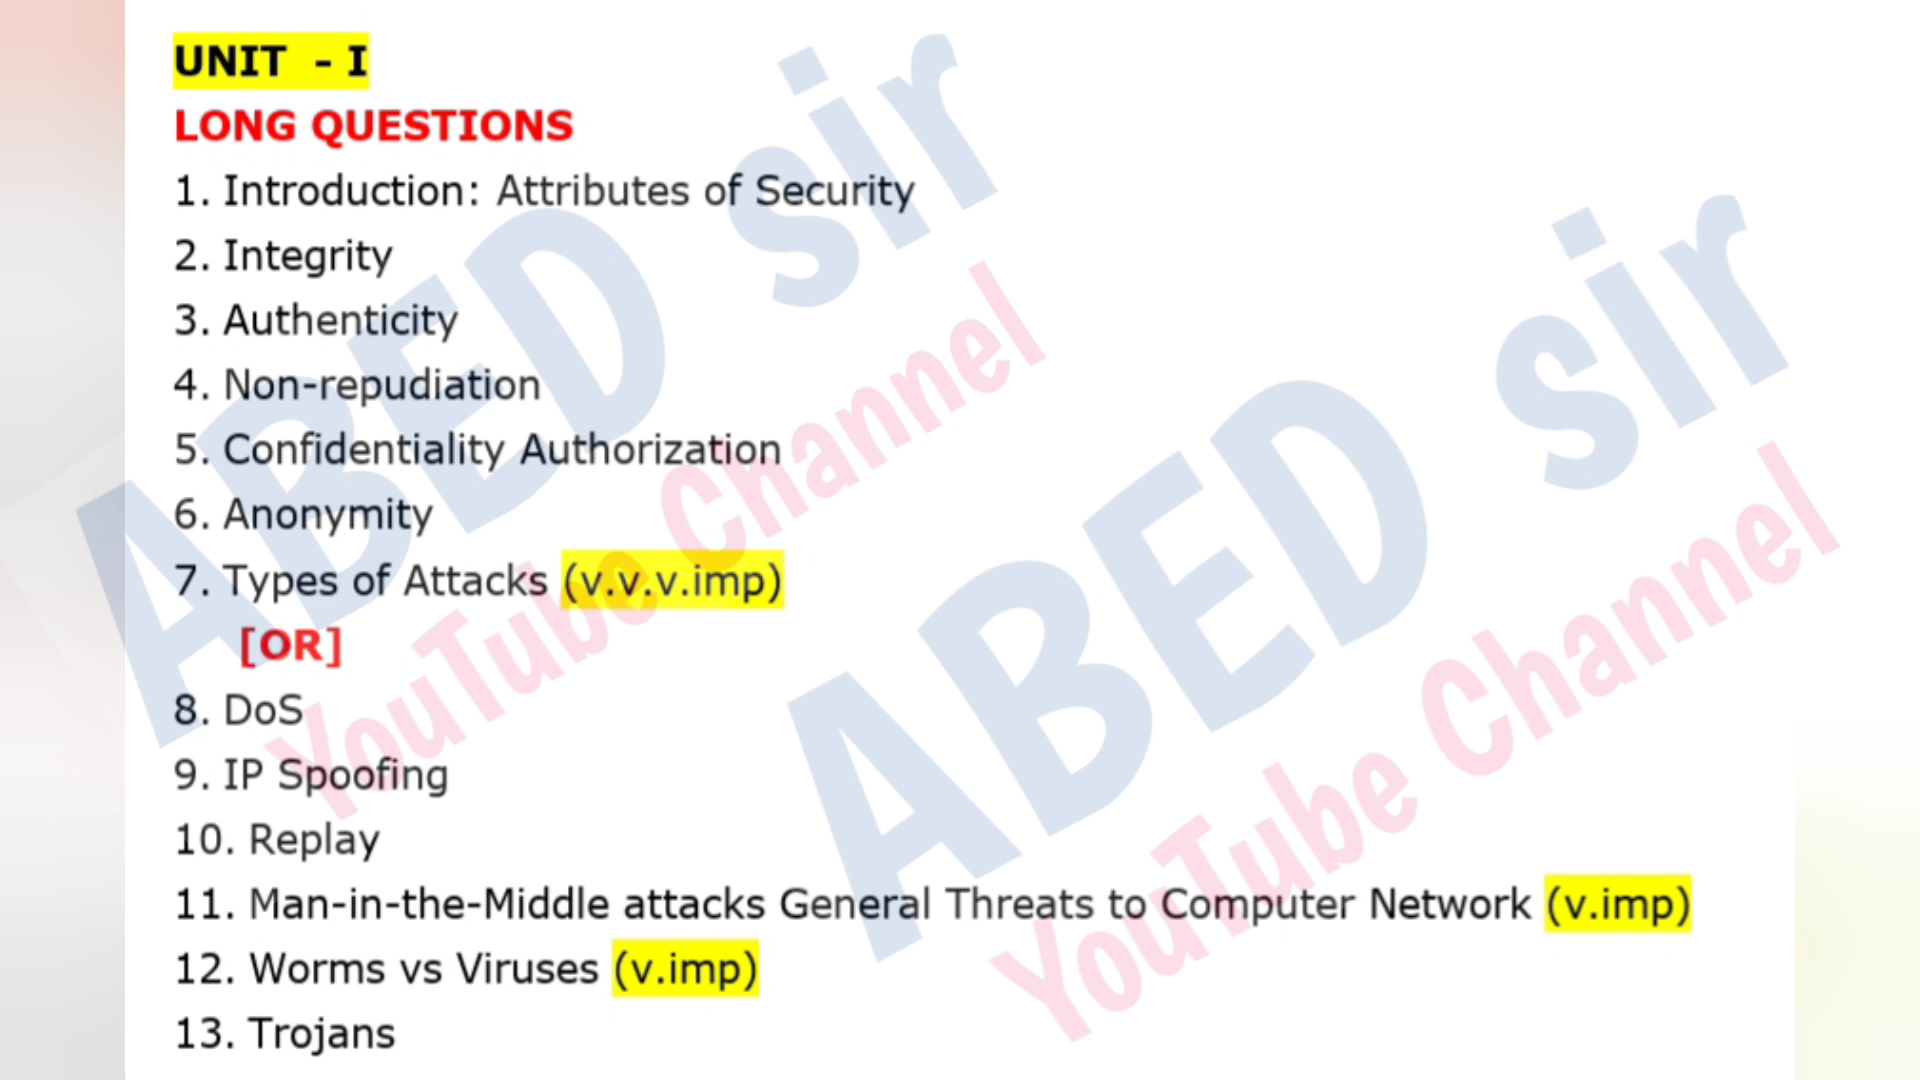 UNIT - I
LONG QUESTIONS
1. Introduction: Attributes of Security
2. Integrity
3. Authenticity
4. Non-repudiation
5. Confidentiality Authorization
6. Anonymity
7. Types of Attacks (v.v.v.imp)
[OR]
8. DoS
9. IP Spoofing
10. Replay
11. Man-in-the-Middle attacks General Threats to Computer Network (v.imp)
12. Worms vs Viruses (v.imp)
13. Trojans
ABED sir
YouTube Channel
ABED sir
YouTube Channel